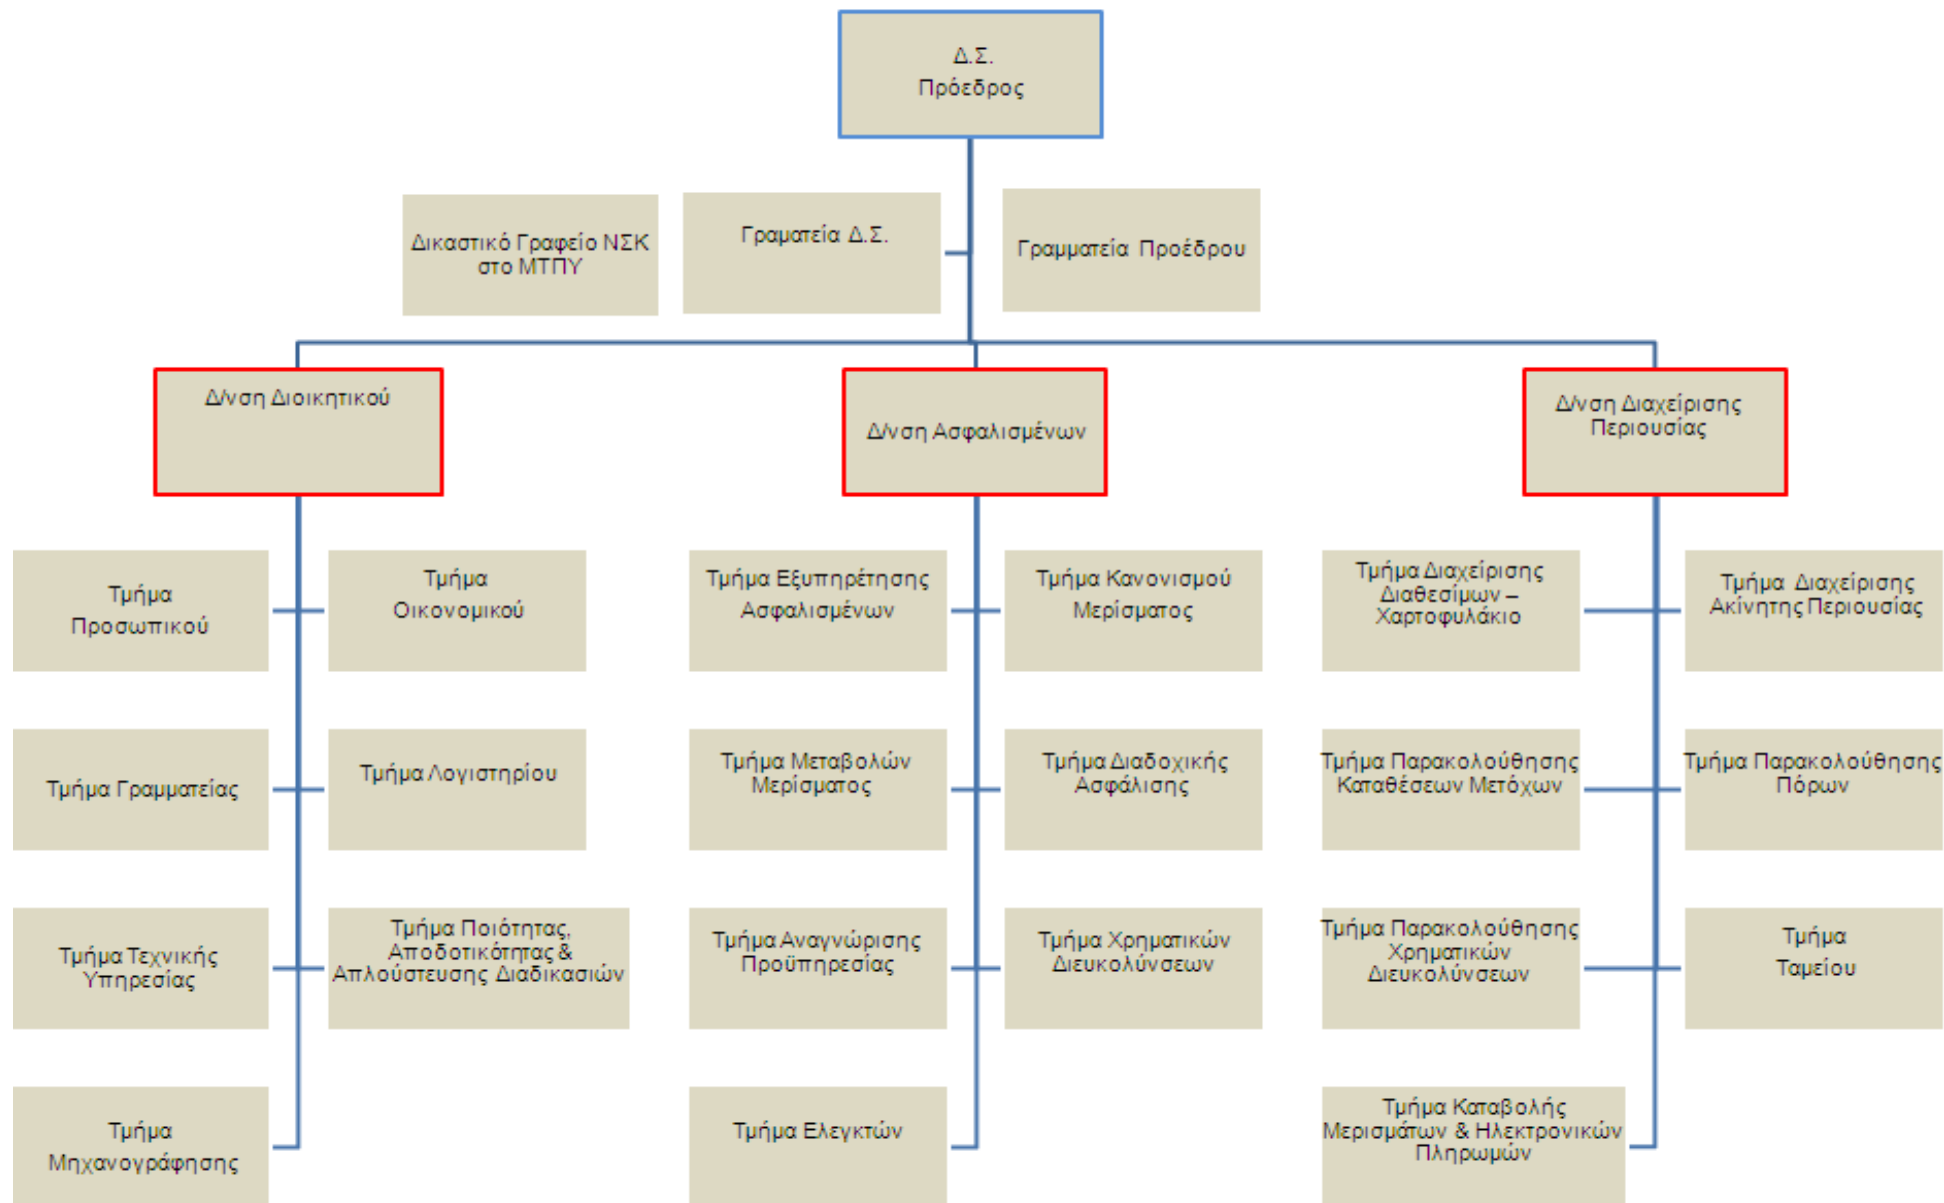 Δ.Σ.
Πρόεδρος
Δικαστικό Γραφείο ΝΣΚ
στο ΜΤΠΥ
Γραματεία Δ.Σ.
Γραμματεία Προέδρου
Δ/νση Διοικητικού
Δ/νση Ασφαλισμένων
Δ/νση Διαχείρισης
Περιουσίας
Τμήμα
Προσωπικού
Τμήμα
Οικονομικού
Τμήμα Εξυπηρέτησης
Ασφαλισμένων
Τμήμα Κανονισμού
Μερίσματος
Τμήμα Διαχείρισης
Διαθεσίμων –
Χαρτοφυλάκιο
Τμήμα Διαχείρισης
Ακίνητης Περιουσίας
Τμήμα Γραμματείας
Τμήμα Λογιστηρίου
Τμήμα Μεταβολών
Μερίσματος
Τμήμα Διαδοχικής
Ασφάλισης
Τμήμα Παρακολούθησης
Καταθέσεων Μετόχων
Τμήμα Παρακολούθησης
Πόρων
Τμήμα Τεχνικής
Υπηρεσίας
Τμήμα Ποιότητας,
Αποδοτικότητας &
Απλούστευσης Διαδικασιών
Τμήμα Αναγνώρισης
Προϋπηρεσίας
Τμήμα Χρηματικών
Διευκολύνσεων
Τμήμα Παρακολούθησης
Χρηματικών
Διευκολύνσεων
Τμήμα
Ταμείου
Τμήμα
Μηχανογράφησης
Τμήμα Ελεγκτών
Τμήμα Καταβολής
Μερισμάτων & Ηλεκτρονικών
Πληρωμών